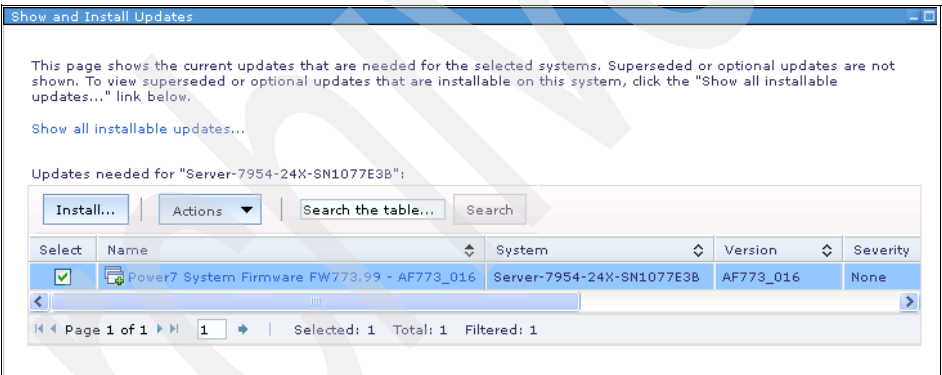 Show and Install Updates
This page shows the current updates that are needed for the selected systems. Superseded or optional updates are not
shown. To view superseded or optional updates that are installable on this system, click the "Show all installable
updates..." link below.
Show all installable updates...
Updates needed for "Server-7954-24X-SN1077E3B":
Install... Actions Search the table... Search
Select Name System Version Severity
Power7 System Firmware FW773.99 - AF773_016 Server-7954-24X-SN1077E3B AF773_016 None
Page 1 of 1 1 Selected: 1 Total: 1 Filtered: 1